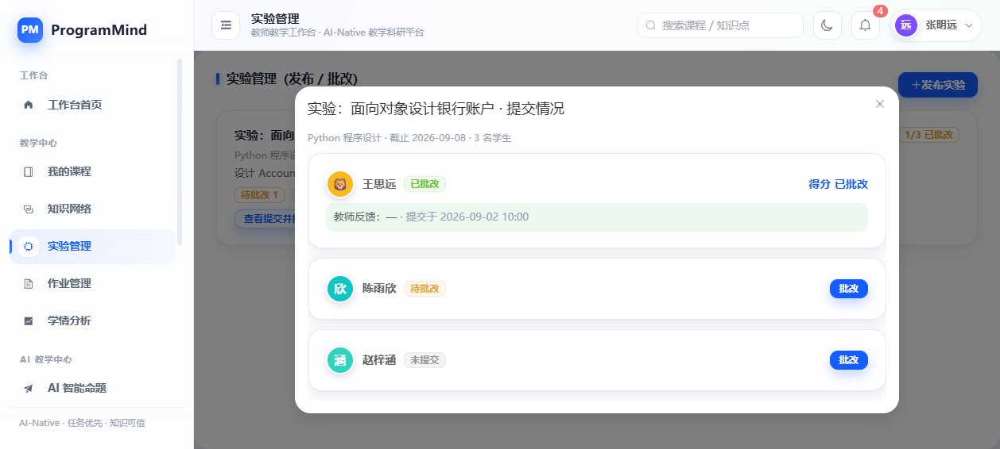 PM ProgramMind
工作台
工作台首页
教学中心
我的课程
知识网络
实验管理
作业管理
学情分析
AI 教学中心
AI 智能命题
AI-Native · 任务优先 · 知识可信
实验管理
教师教学工作台 · AI-Native 教学科研平台
搜索课程 / 知识点
4
远 张明远
实验管理（发布 / 批改）
＋发布实验
实验：面向
Python 程序设
设计 Accoun
待批改 1
查看提交并批
1/3 已批改
实验：面向对象设计银行账户 · 提交情况
Python 程序设计 · 截止 2026-09-08 · 3 名学生
王思远 已批改 得分 已批改
教师反馈：— · 提交于 2026-09-02 10:00
欣 陈雨欣 待批改 批改
涵 赵梓涵 未提交 批改